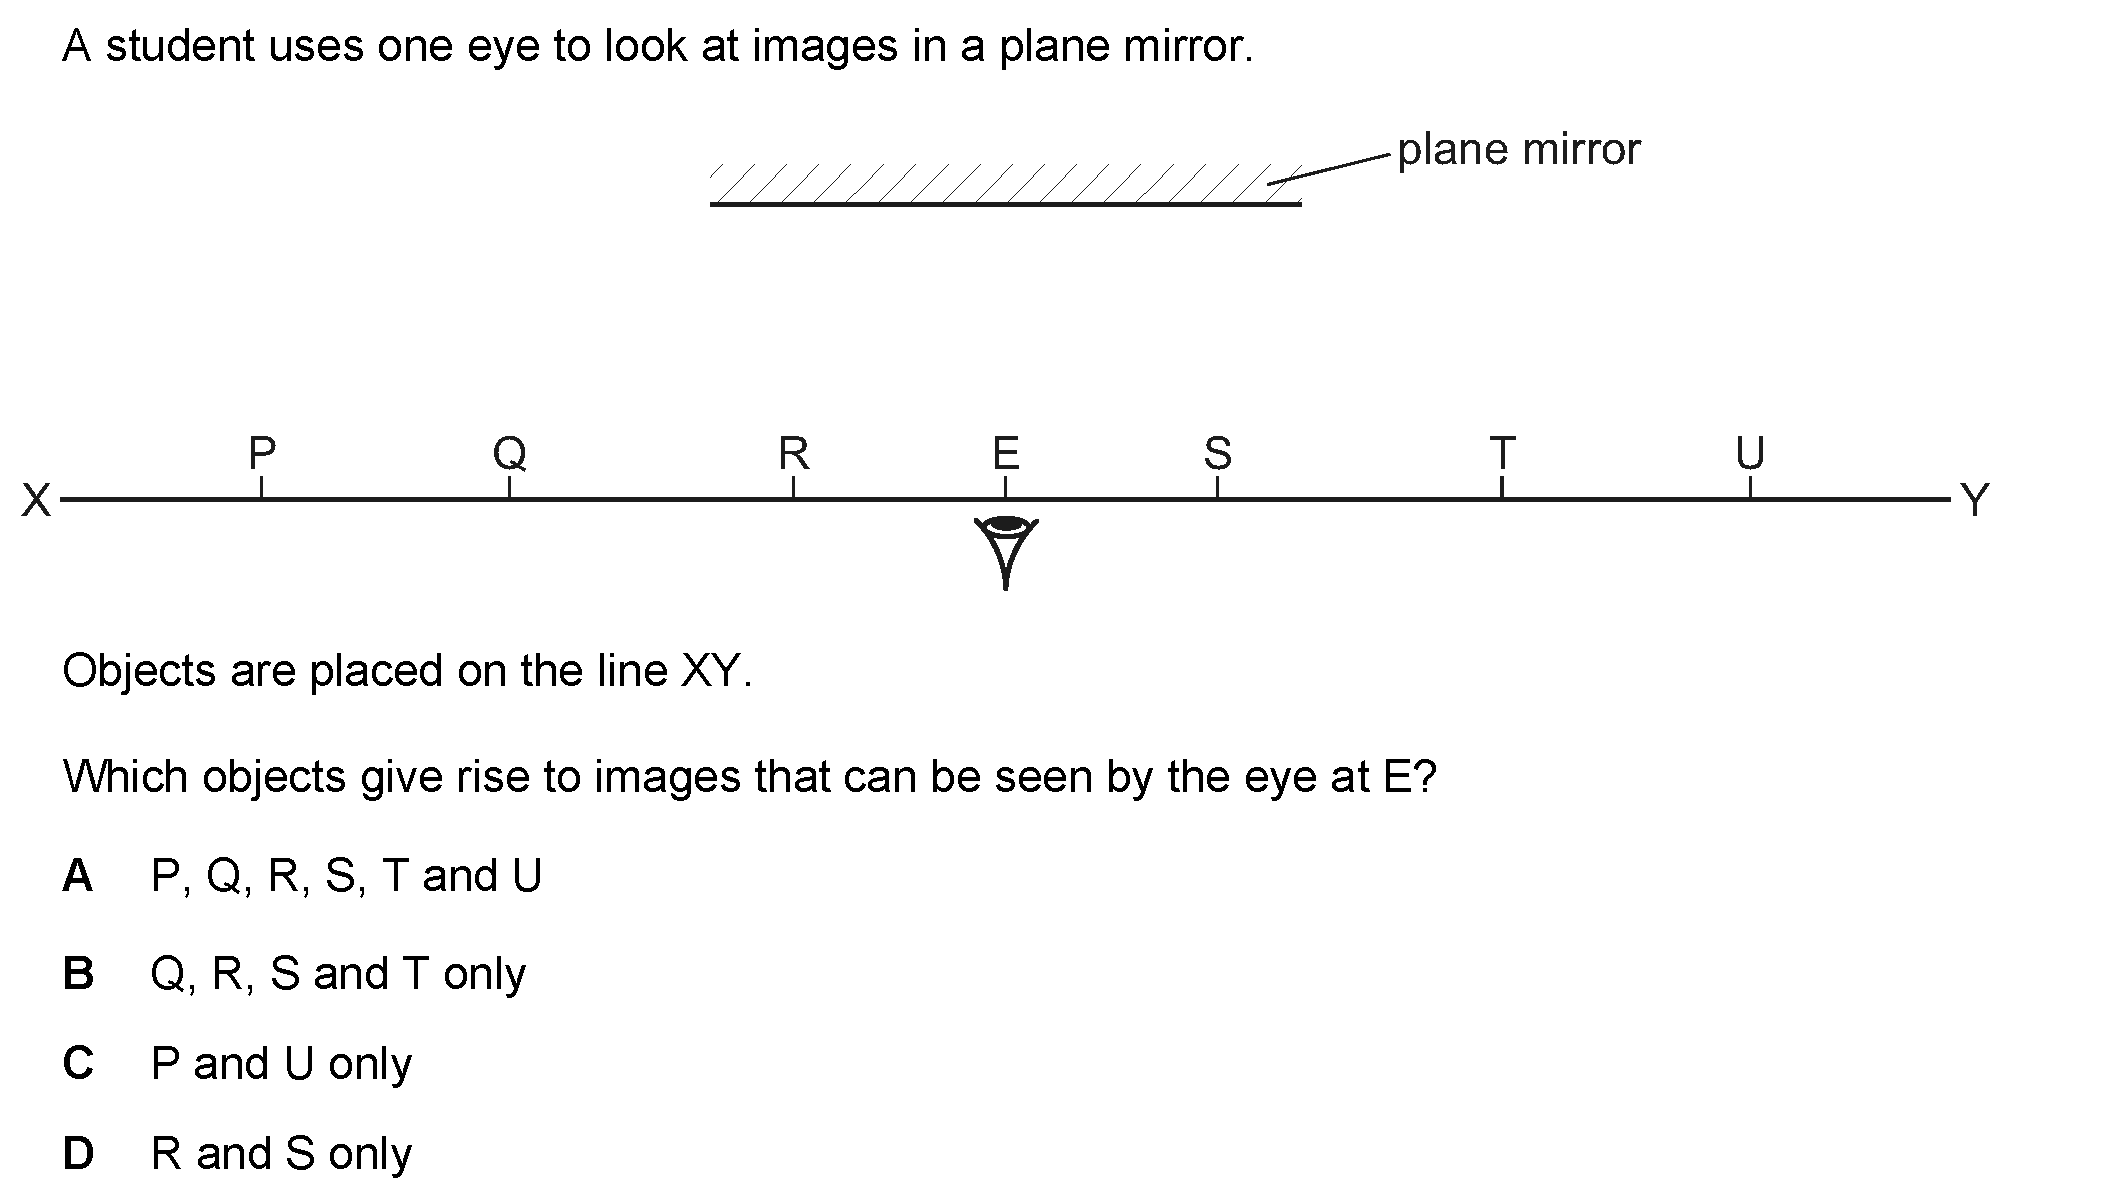 A student uses one eye to look at images in a plane mirror.
plane mirror
P Q R E S T U
X Y
Objects are placed on the line XY.
Which objects give rise to images that can be seen by the eye at E?
A P, Q, R, S, T and U
B Q, R, S and T only
C P and U only
D R and S only